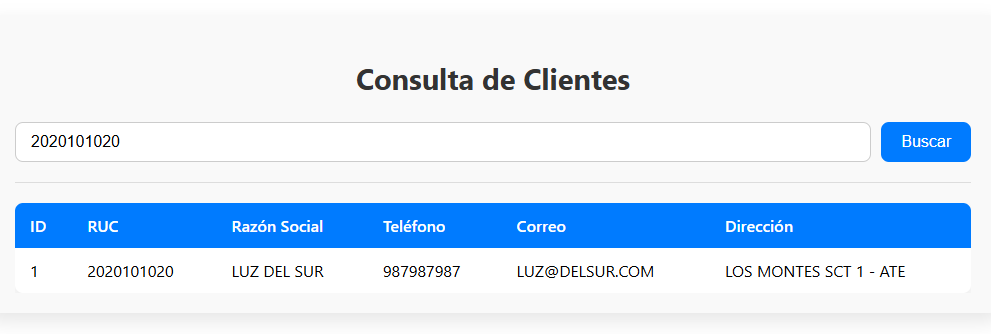 Consulta de Clientes
2020101020 Buscar
ID RUC Razón Social Teléfono Correo Dirección
1 2020101020 LUZ DEL SUR 987987987 LUZ@DELSUR.COM LOS MONTES SCT 1 - ATE